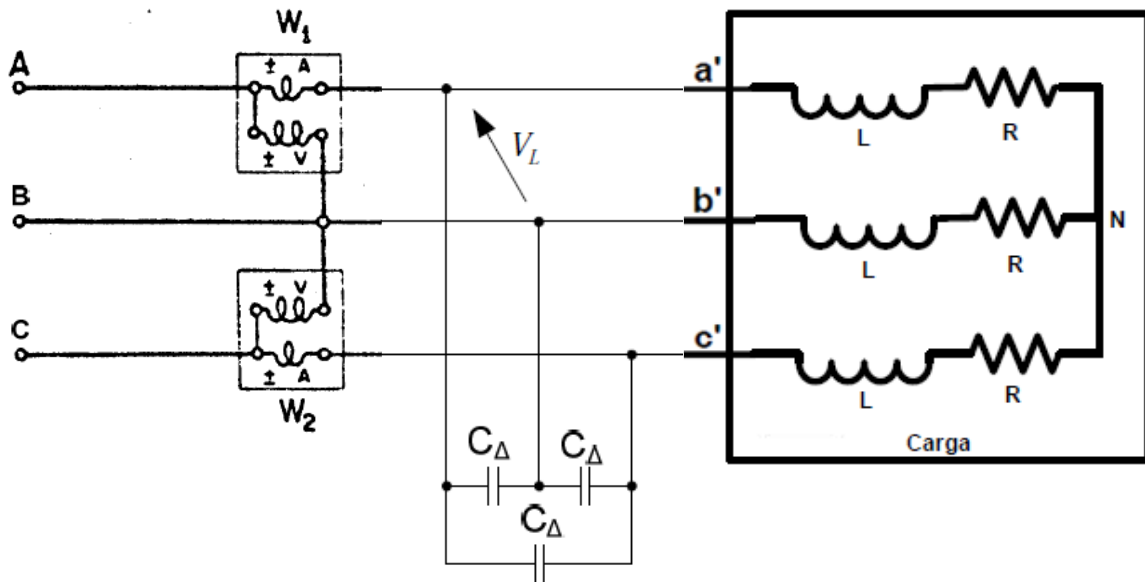 W₁
A
± A
± V
V_L
a'
L
R
B
b'
L
R
N
± V
C
± A
c'
L
R
W₂
C_Δ
C_Δ
C_Δ
Carga